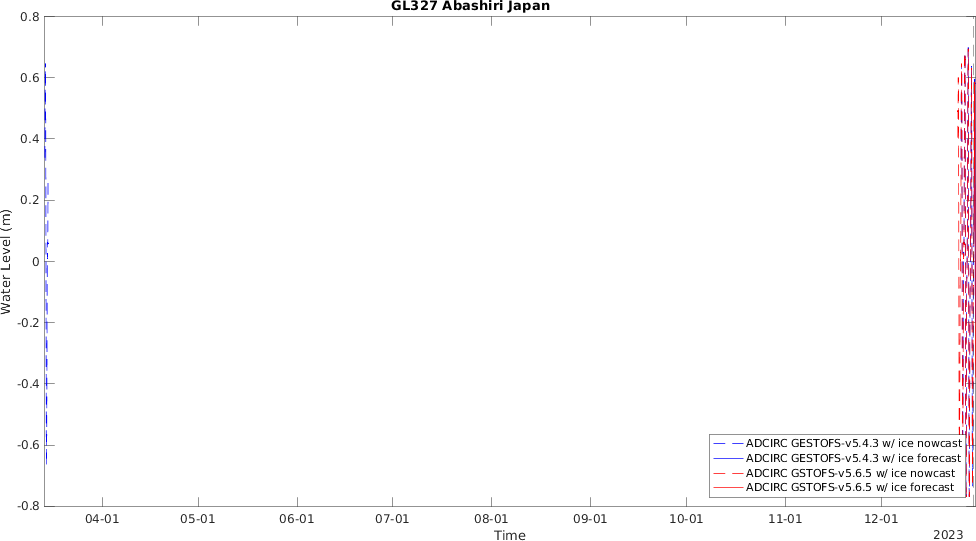 GL327 Abashiri Japan
0.8
0.6
0.4
0.2
0
-0.2
-0.4
-0.6
-0.8
Water Level (m)
ADCIRC GESTOFS-v5.4.3 w/ ice nowcast
ADCIRC GESTOFS-v5.4.3 w/ ice forecast
ADCIRC GSTOFS-v5.6.5 w/ ice nowcast
ADCIRC GSTOFS-v5.6.5 w/ ice forecast
04-01 05-01 06-01 07-01 08-01 09-01 10-01 11-01 12-01
Time
2023